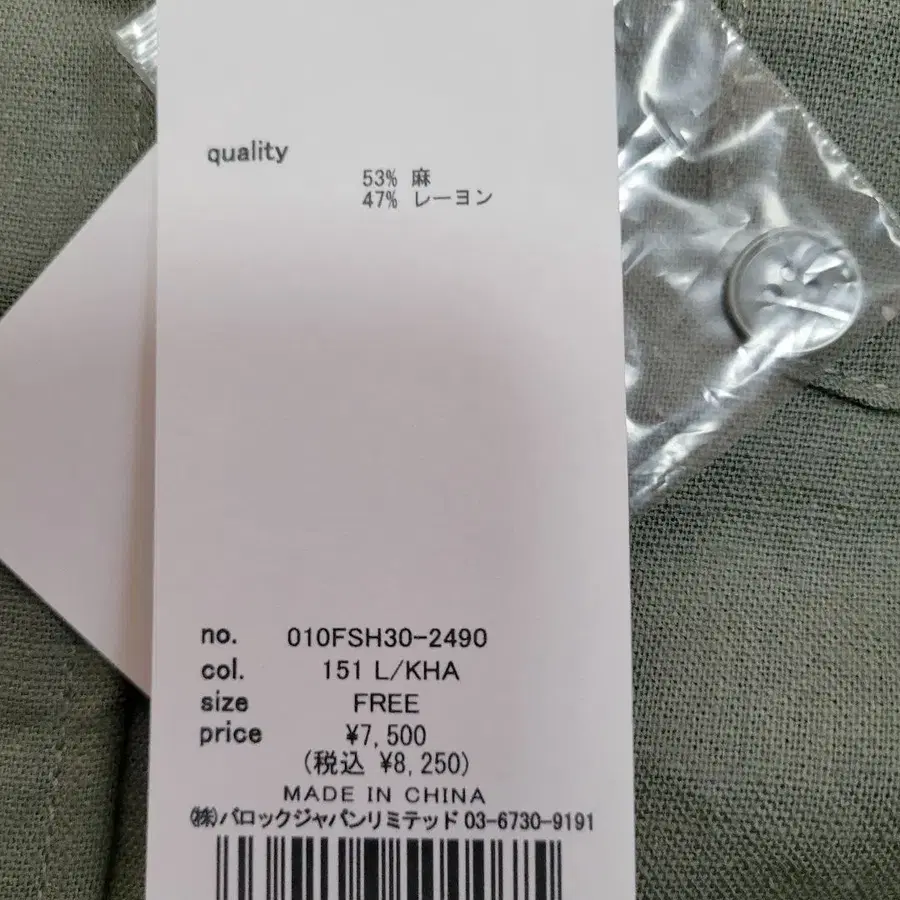 quality
53% 麻
47% レーヨン
no. 010FSH30-2490
col. 151 L/KHA
size FREE
price ¥7,500
(税込 ¥8,250)
MADE IN CHINA
㈱バロックジャパンリミテッド 03-6730-9191